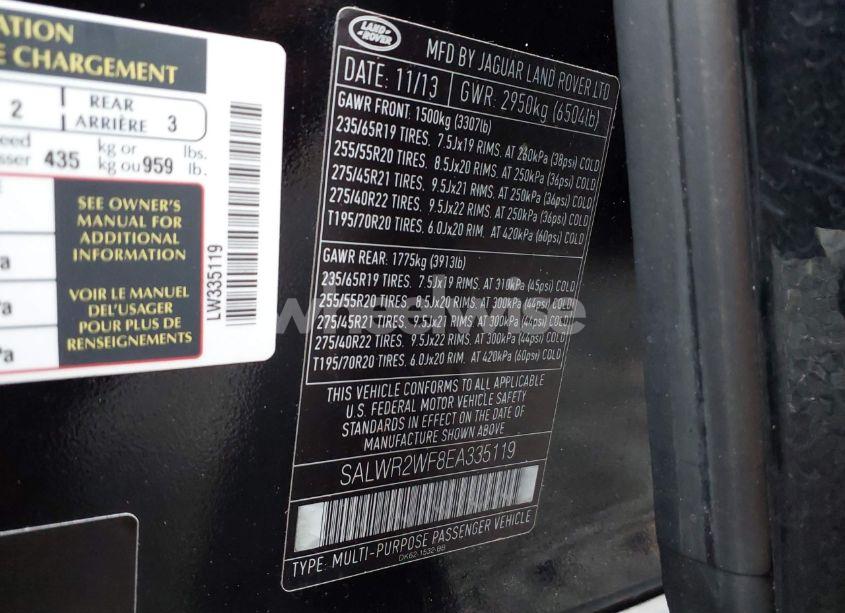 ATION
E CHARGEMENT
2
REAR
ARRIÈRE 3
eed
sser 435 kg or
kg ou 959 lbs.
lb.
SEE OWNER'S
MANUAL FOR
ADDITIONAL
INFORMATION
VOIR LE MANUEL
DEL'USAGER
POUR PLUS DE
RENSEIGNEMENTS
Pa
Pa
LW335119
LAND
ROVER
MFD BY JAGUAR LAND ROVER LTD
DATE: 11/13
GWR: 2950kg (6504lb)
GAWR FRONT: 1500kg (3307lb)
235/65R19 TIRES. 7.5Jx19 RIMS. AT 260kPa (38psi) COLD
255/55R20 TIRES. 8.5Jx20 RIMS. AT 250kPa (36psi) COLD
275/45R21 TIRES. 9.5Jx21 RIMS. AT 250kPa (36psi) COLD
275/40R22 TIRES. 9.5Jx22 RIMS. AT 250kPa (36psi) COLD
T195/70R20 TIRES. 6.0Jx20 RIM. AT 420kPa (60psi) COLD
GAWR REAR: 1775kg (3913lb)
235/65R19 TIRES. 7.5Jx19 RIMS. AT 310kPa (45psi) COLD
255/55R20 TIRES. 8.5Jx20 RIMS. AT 300kPa (44psi) COLD
275/45R21 TIRES. 9.5Jx21 RIMS. AT 300kPa (44psi) COLD
275/40R22 TIRES. 9.5Jx22 RIMS. AT 300kPa (44psi) COLD
T195/70R20 TIRES. 6.0Jx20 RIM. AT 420kPa (60psi) COLD
wheelwise
THIS VEHICLE CONFORMS TO ALL APPLICABLE
U.S. FEDERAL MOTOR VEHICLE SAFETY
STANDARDS IN EFFECT ON THE DATE OF
MANUFACTURE SHOWN ABOVE
SALWR2WF8EA335119
TYPE: MULTI-PURPOSE PASSENGER VEHICLE
DK62-1532-BB